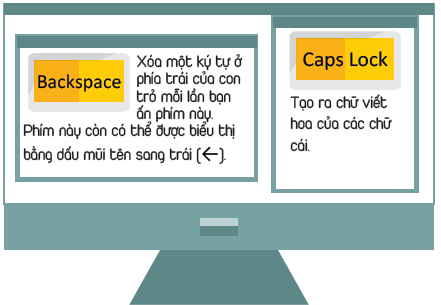 Backspace
Xóa một ký tự ở
phía trái của con
trỏ mỗi lần bạn
ấn phím này.
Phím này còn có thể được biểu thị
bằng dấu mũi tên sang trái (←).
Caps Lock
Tạo ra chữ viết
hoa của các chữ
cái.